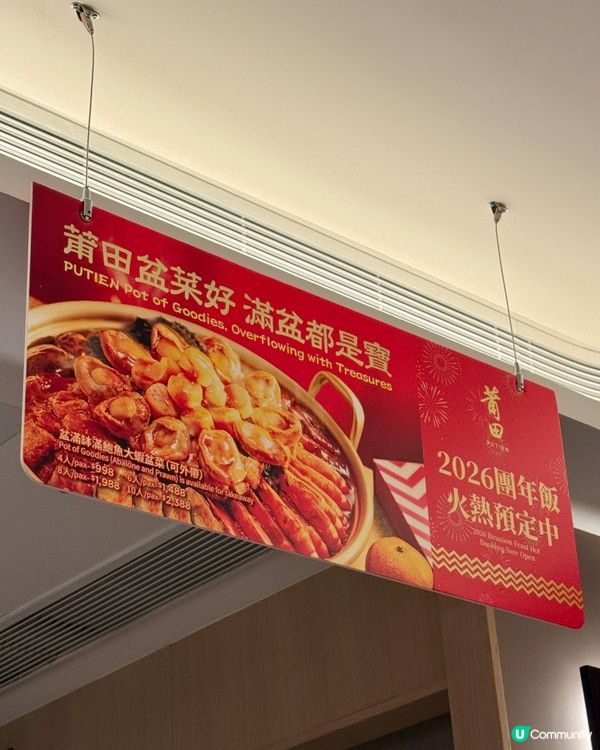 莆田盆菜好 滿盆都是寶
PUTIEN Pot of Goodies, Overflowing with Treasures
盆滿鉢滿鮑魚大蝦盆菜(可外帶)
Pot of Goodies (Abalone and Prawn) is available for takeaway
4人/pax-$998 6人/pax-$1,488
8人/pax-$1,988 10人/pax-$2,388
莆田
PUTIEN
2026團年飯
火熱預定中
2026 Reunion Feast Hot
Booking Now Open
U Community